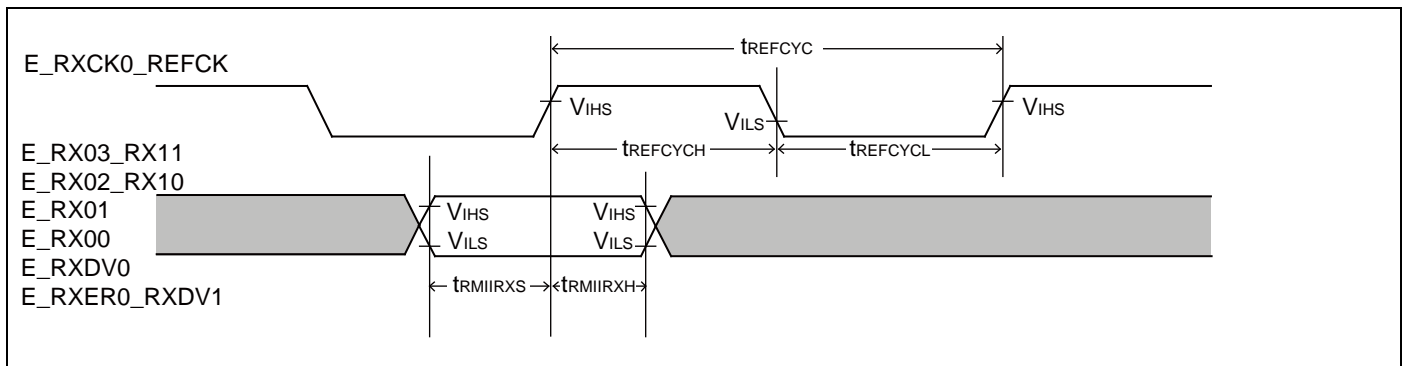 tREFCYC
E_RXCK0_REFCK
VIHS
VILS
VIHS
tREFCYCH
tREFCYCL
E_RX03_RX11
E_RX02_RX10
E_RX01
E_RX00
E_RXDV0
E_RXER0_RXDV1
VIHS
VIHS
VILS
VILS
tRMIIRXS
tRMIIRXH